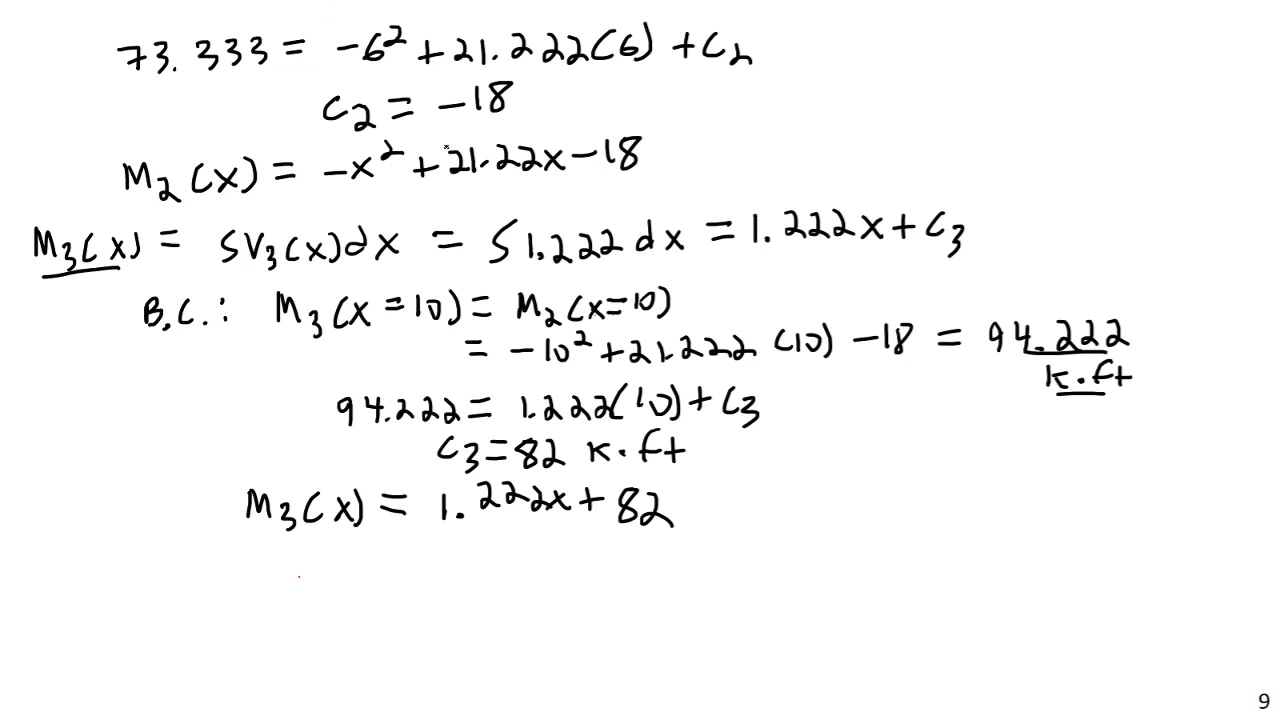 73.333 = -6² + 21.222(6) + C₂
C₂ = -18
M₂(x) = -x² + 21.22x - 18
M₃(x) = ∫V₃(x)dx = ∫1.222dx = 1.222x + C₃
B.C.: M₃(x=10) = M₂(x=10)
= -10² + 21.222(10) - 18 = 94.222
k.ft
94.222 = 1.222(10) + C₃
C₃ = 82 k.ft
M₃(x) = 1.222x + 82
9